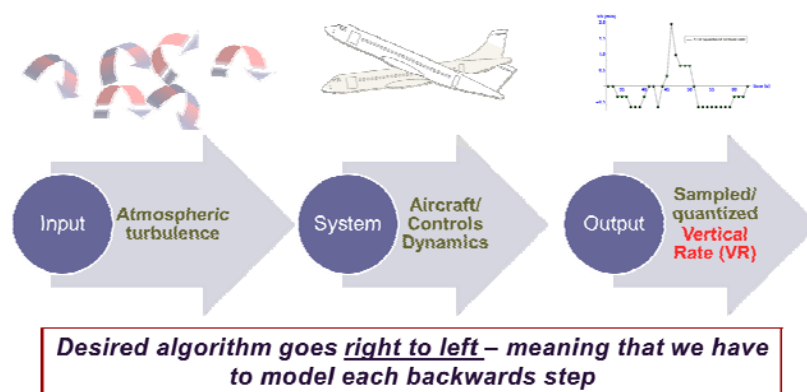 Input
Atmospheric
turbulence
System
Aircraft/
Controls
Dynamics
Output
Sampled/
quantized
Vertical
Rate (VR)
Desired algorithm goes right to left – meaning that we have
to model each backwards step